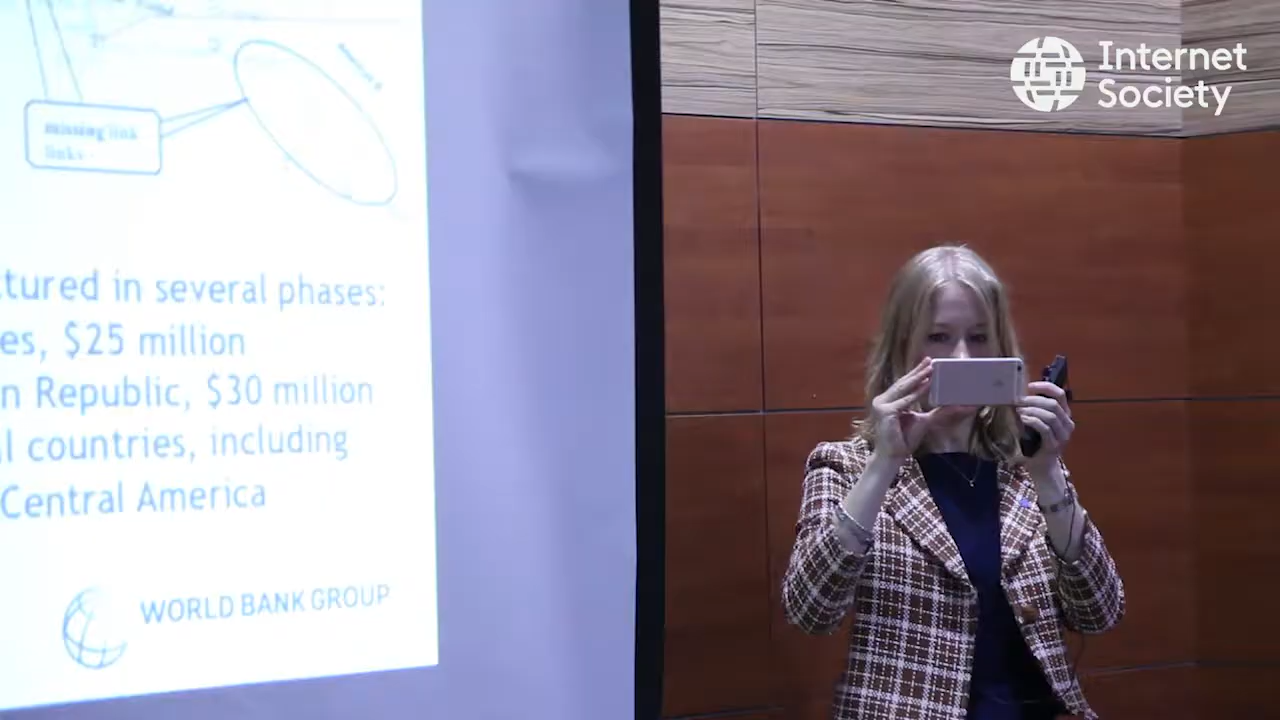 Internet
Society
missing link
links
tured in several phases:
es, $25 million
n Republic, $30 million
l countries, including
Central America
WORLD BANK GROUP